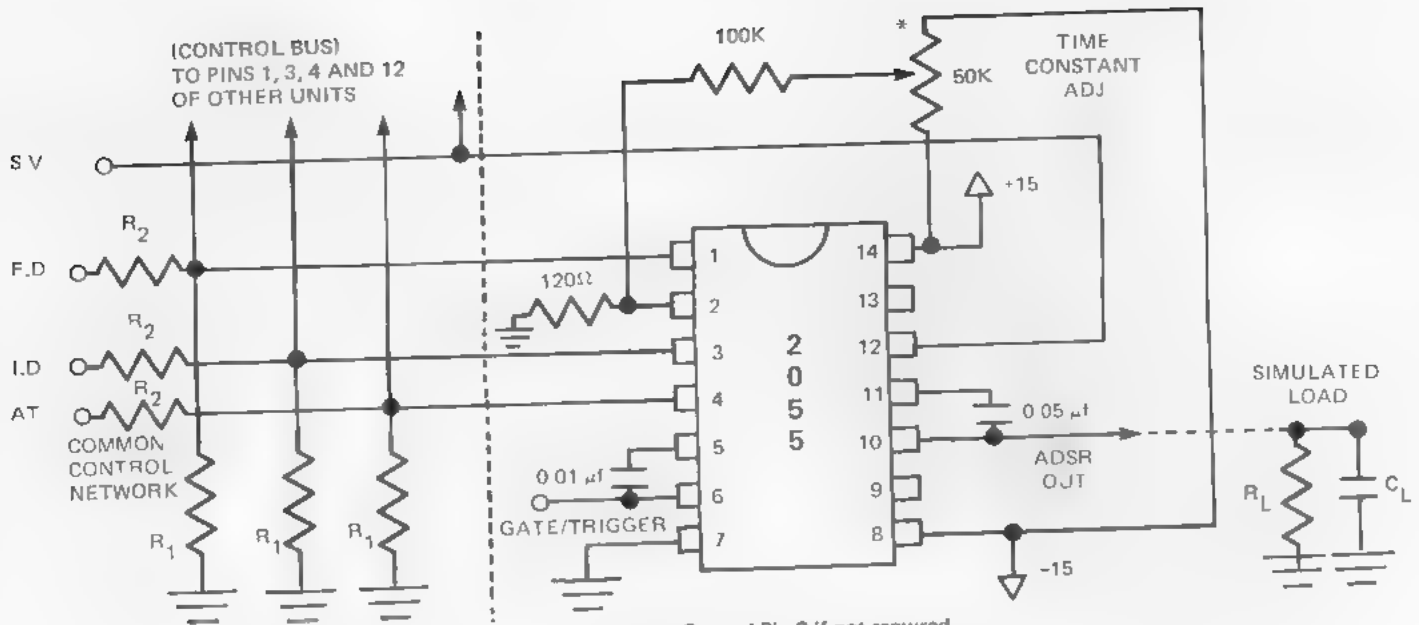 (CONTROL BUS)
TO PINS 1, 3, 4 AND 12
OF OTHER UNITS
100K
*
50K
TIME
CONSTANT
ADJ
S V
+15
R2
F.D
120Ω
R2
I.D
R2
AT
COMMON
CONTROL
NETWORK
R1
R1
R1
0 01 µf
GATE/TRIGGER
1
2
3
4
5
6
7
2
0
5
5
14
13
12
11
10
9
8
0 05 µf
ADSR
OUT
-15
SIMULATED
LOAD
RL
CL
if not required